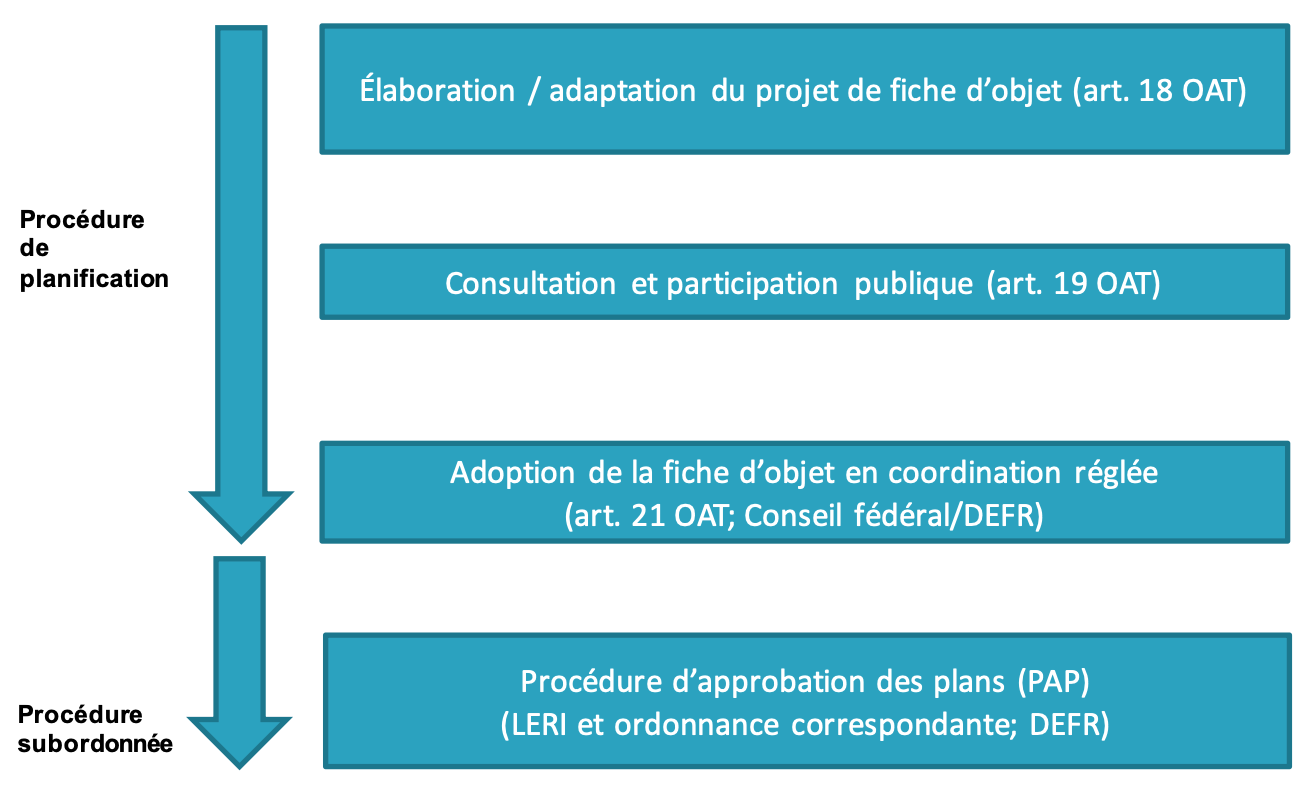 Élaboration / adaptation du projet de fiche d’objet (art. 18 OAT)
Procédure
de
planification
Consultation et participation publique (art. 19 OAT)
Adoption de la fiche d’objet en coordination réglée
(art. 21 OAT; Conseil fédéral/DEFR)
Procédure d’approbation des plans (PAP)
(LERI et ordonnance correspondante; DEFR)
Procédure
subordonnée